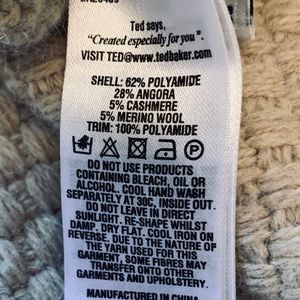 Ted says,
"Created especially for you".
VISIT TED@www.tedbaker.com
SHELL: 62% POLYAMIDE
28% ANGORA
5% CASHMERE
5% MERINO WOOL
TRIM: 100% POLYAMIDE
DO NOT USE PRODUCTS
CONTAINING BLEACH, OIL OR
ALCOHOL. COOL HAND WASH
SEPARATELY AT 30C, INSIDE OUT.
DO NOT LEAVE IN DIRECT
SUNLIGHT. RE-SHAPE WHILST
DAMP. DRY FLAT. COOL IRON ON
REVERSE. DUE TO THE NATURE OF
THE YARN USED FOR THIS
GARMENT, SOME FIBRES MAY
TRANSFER ONTO OTHER
GARMENTS AND UPHOLSTERY.
MANUFACTURED IN CHINA